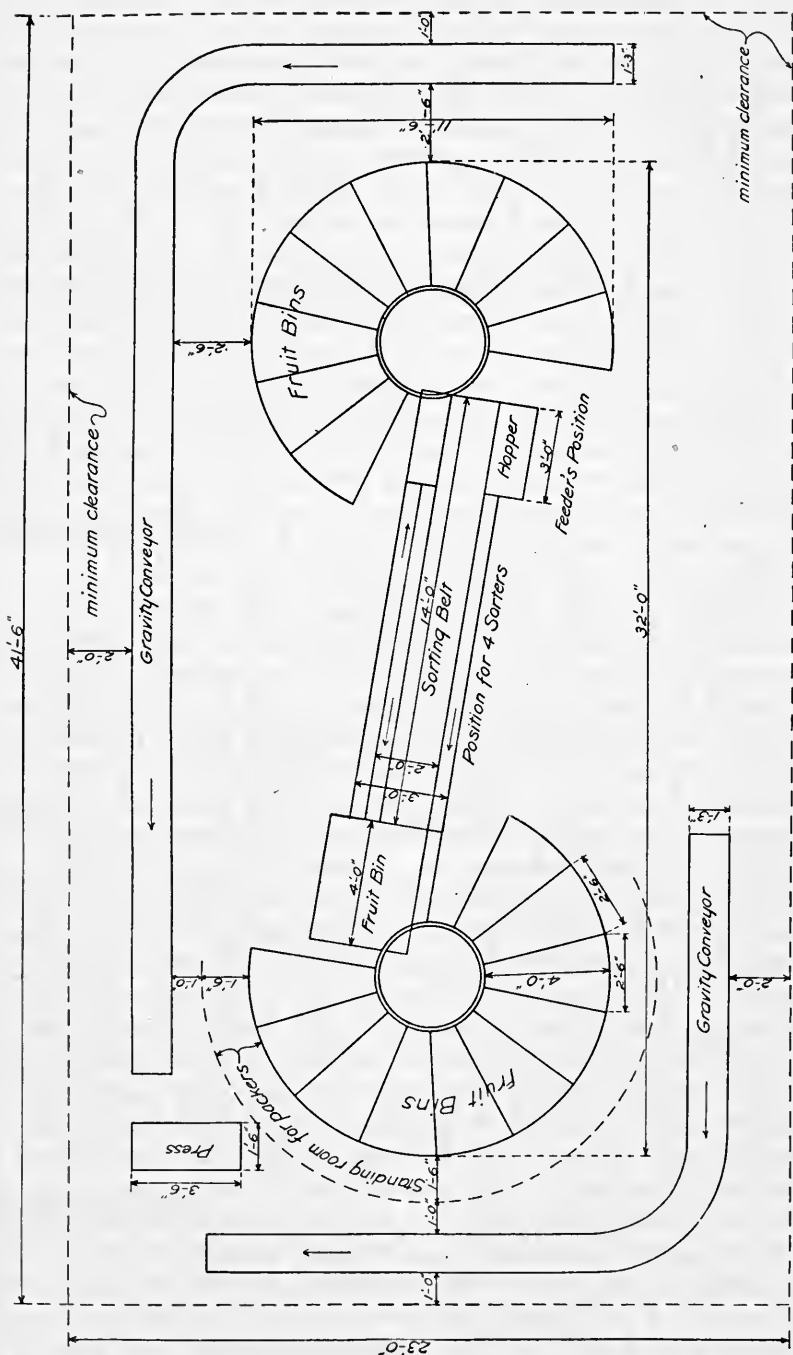 41'-6"
minimum clearance
1'-0"
1'-3"
2'-6"
11'-6"
minimum clearance
Gravity Conveyor
2'-0"
2'-6"
Fruit Bins
Hopper
3'-0"
Feeder's Position
14'-0"
Sorting Belt
Position for 4 Sorters
2'-0"
3'-0"
32'-0"
4'-0"
Fruit Bin
1'-0"
1'-6"
Fruit Bins
4'-0"
2'-6"
2'-6"
Standing room for packers
Press
1'-6"
3'-6"
1'-6"
1'-0"
1'-0"
Gravity Conveyor
1'-3"
2'-0"
23'-0"